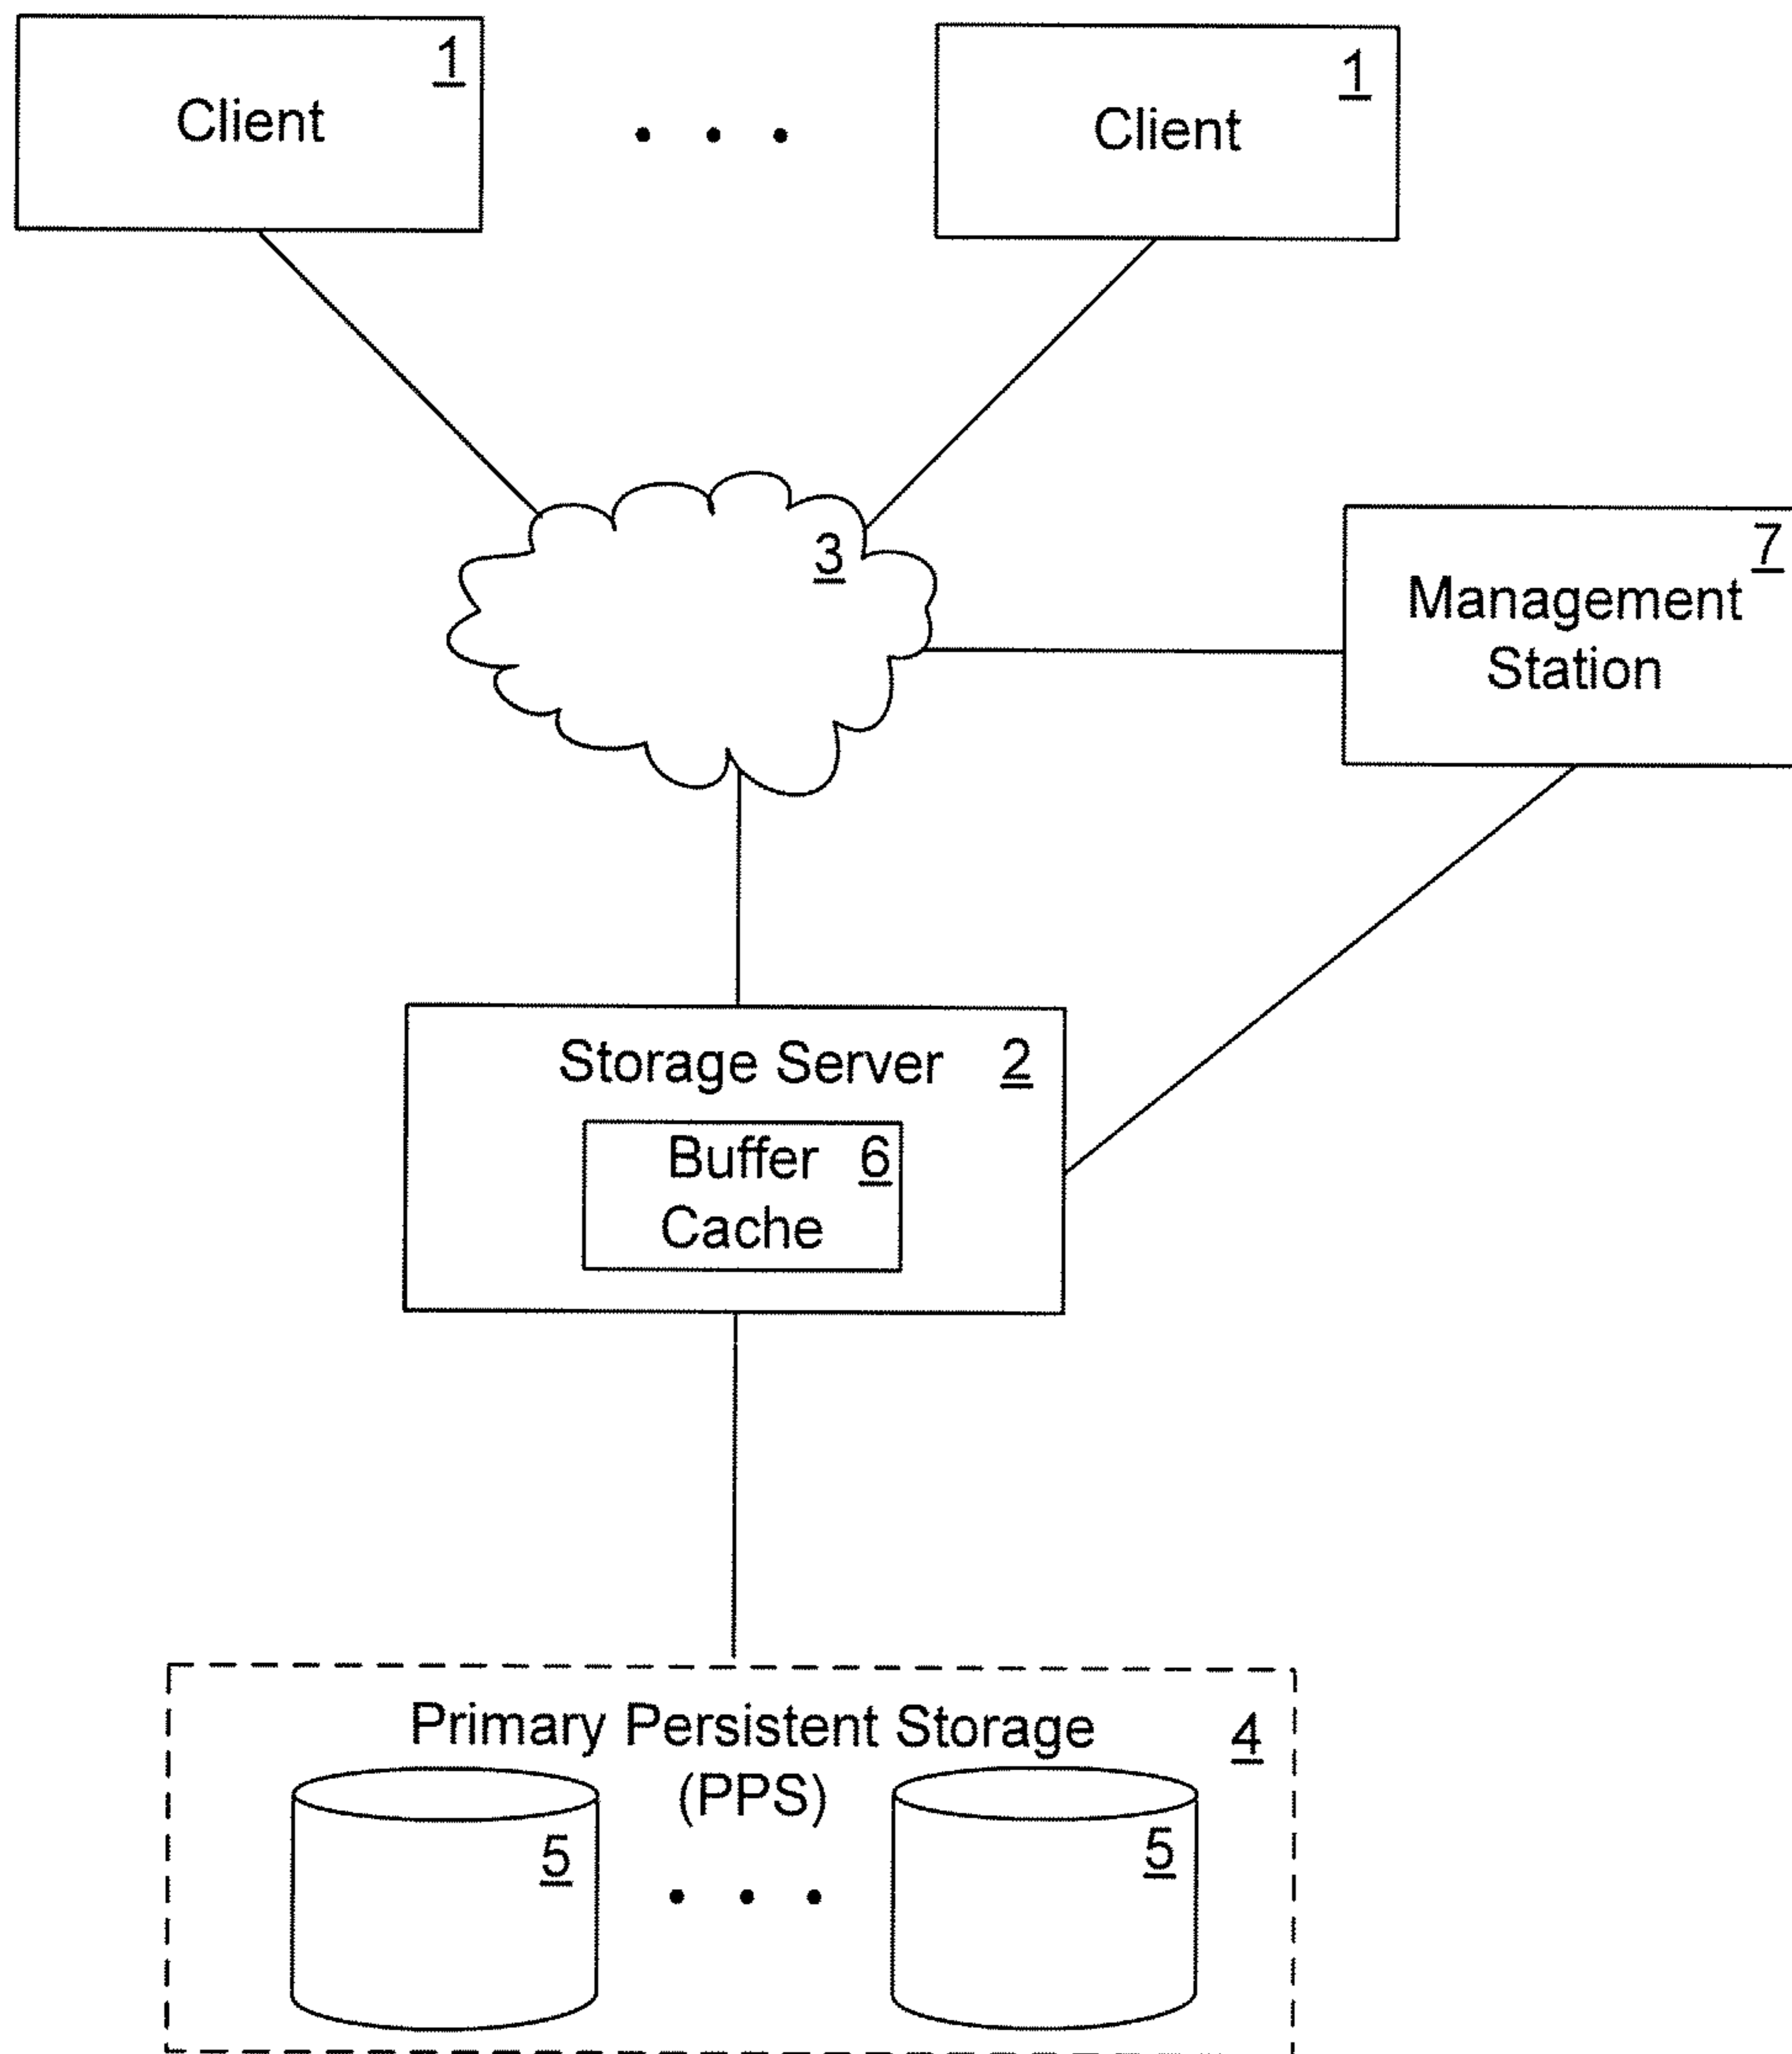 1
Client
1
Client
3
7
Management
Station
Storage Server 2
Buffer 6
Cache
Primary Persistent Storage 4
(PPS)
5
5